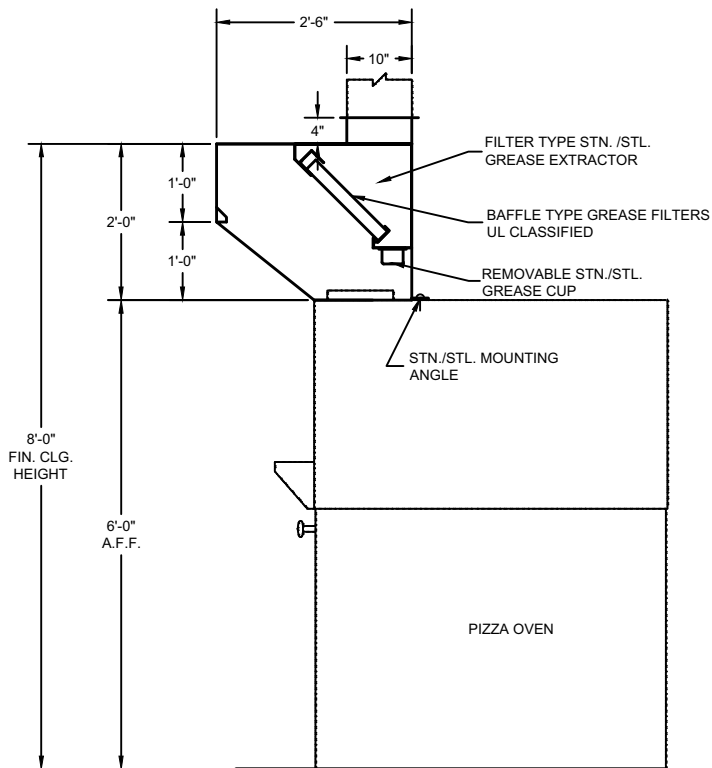 2'-6"
10"
4"
FILTER TYPE STN. /STL.
GREASE EXTRACTOR
1'-0"
2'-0"
BAFFLE TYPE GREASE FILTERS
UL CLASSIFIED
1'-0"
REMOVABLE STN./STL.
GREASE CUP
STN./STL. MOUNTING
ANGLE
8'-0"
FIN. CLG.
HEIGHT
6'-0"
A.F.F.
PIZZA OVEN